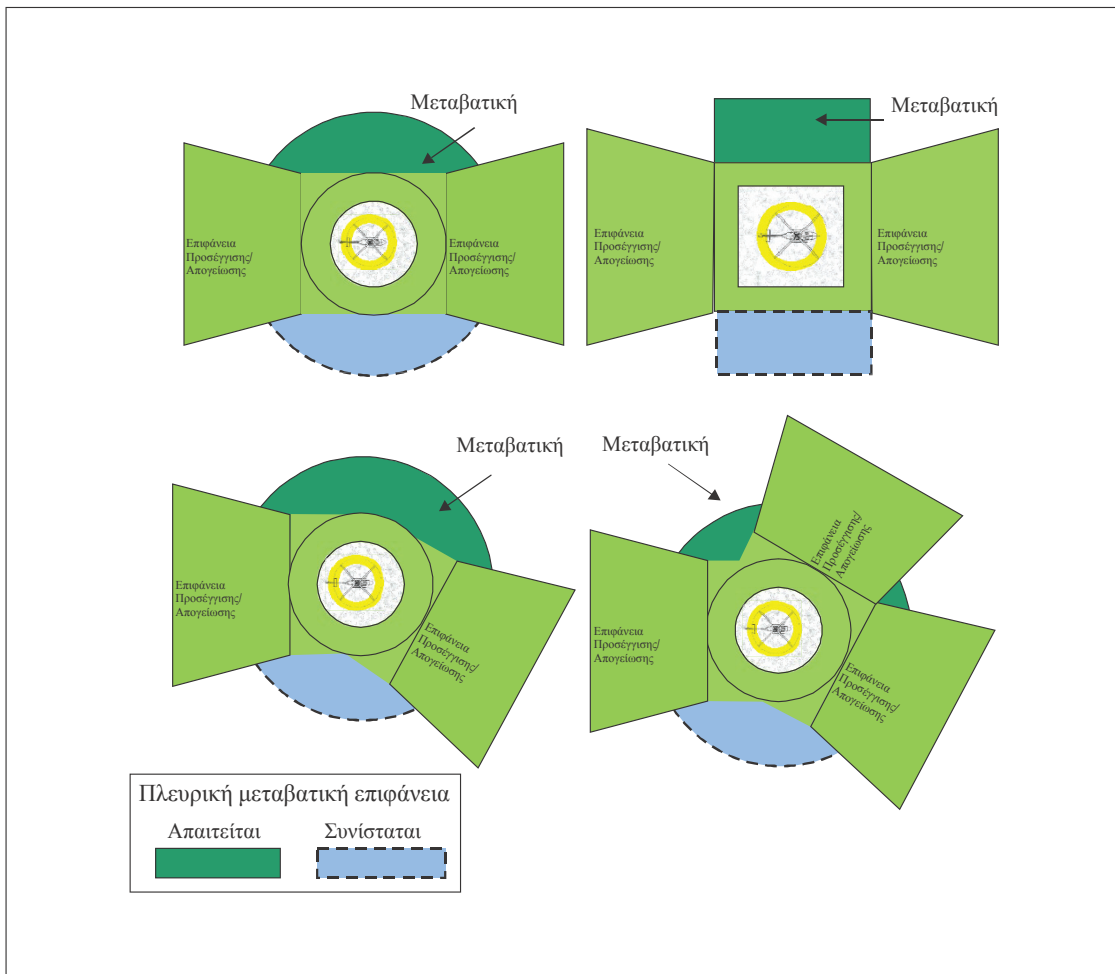 Μεταβατική
Μεταβατική
Επιφάνεια
Προσέγγισης/
Απογείωσης
Επιφάνεια
Προσέγγισης/
Απογείωσης
Επιφάνεια
Προσέγγισης/
Απογείωσης
Επιφάνεια
Προσέγγισης/
Απογείωσης
Μεταβατική
Μεταβατική
Επιφάνεια
Προσέγγισης/
Απογείωσης
Επιφάνεια
Προσέγγισης/
Απογείωσης
Επιφάνεια
Προσέγγισης/
Απογείωσης
Επιφάνεια
Προσέγγισης/
Απογείωσης
Επιφάνεια
Προσέγγισης/
Απογείωσης
Πλευρική μεταβατική επιφάνεια
Απαιτείται Συνίσταται